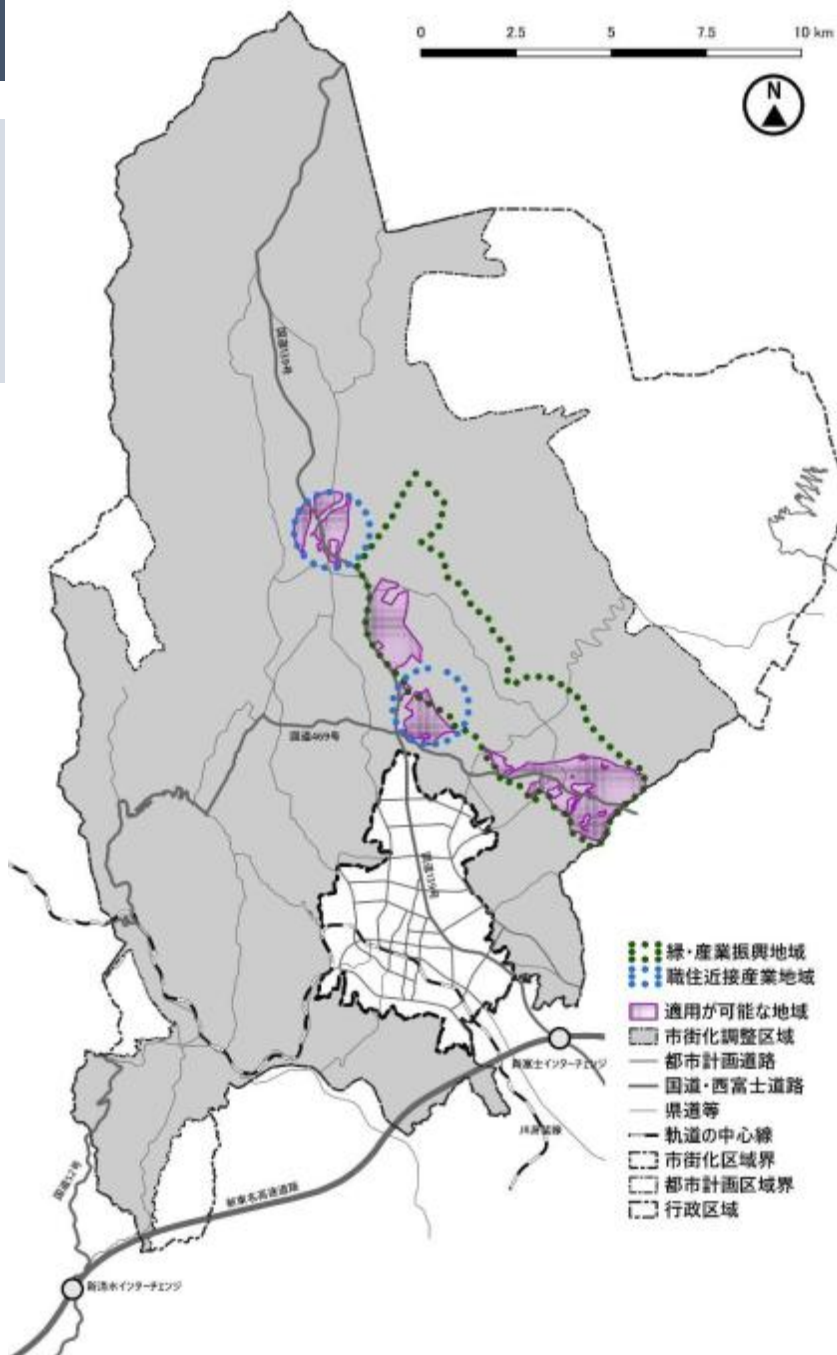 0 2.5 5 7.5 10 km
N
国道139号
国道469号
国道139号
緑・産業振興地域
職住近接産業地域
適用が可能な地域
市街化調整区域
都市計画道路
国道・西富士道路
県道等
軌道の中心線
市街化区域界
都市計画区域界
行政区域
新富士インターチェンジ
JR身延線
国道52号
新東名高速道路
新清水インターチェンジ